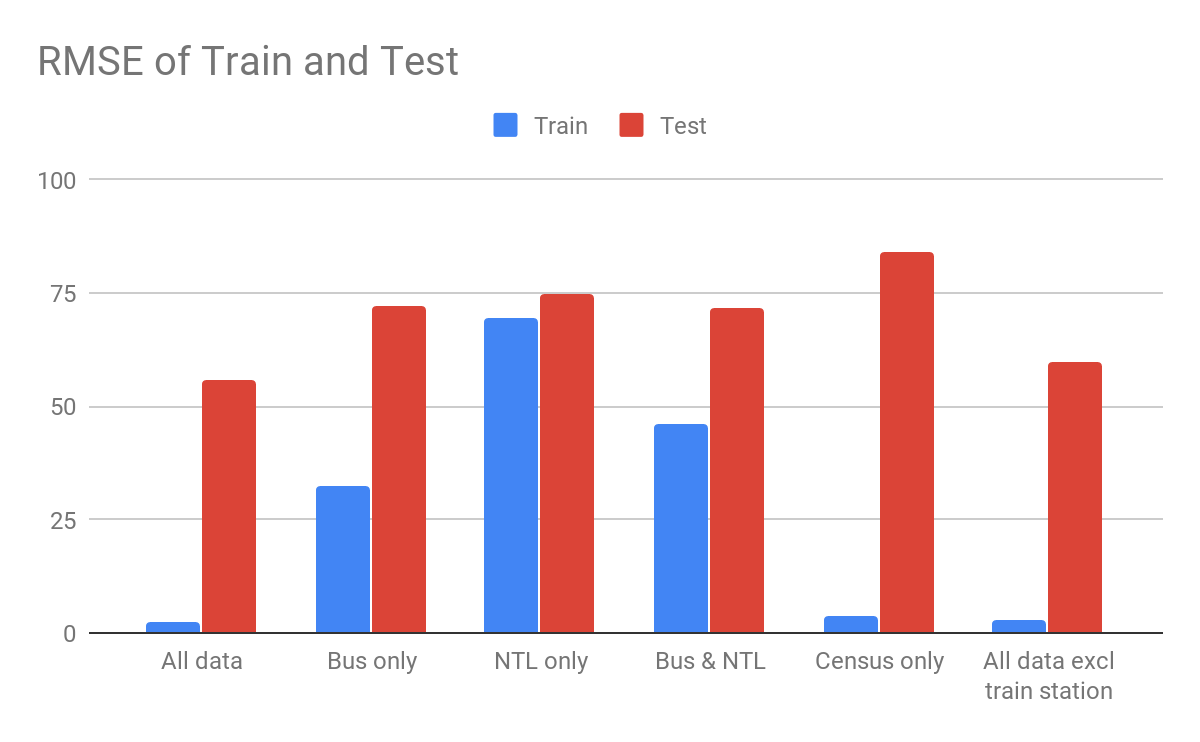 RMSE of Train and Test
Train Test
100
75
50
25
0
All data Bus only NTL only Bus & NTL Census only All data excl
train station